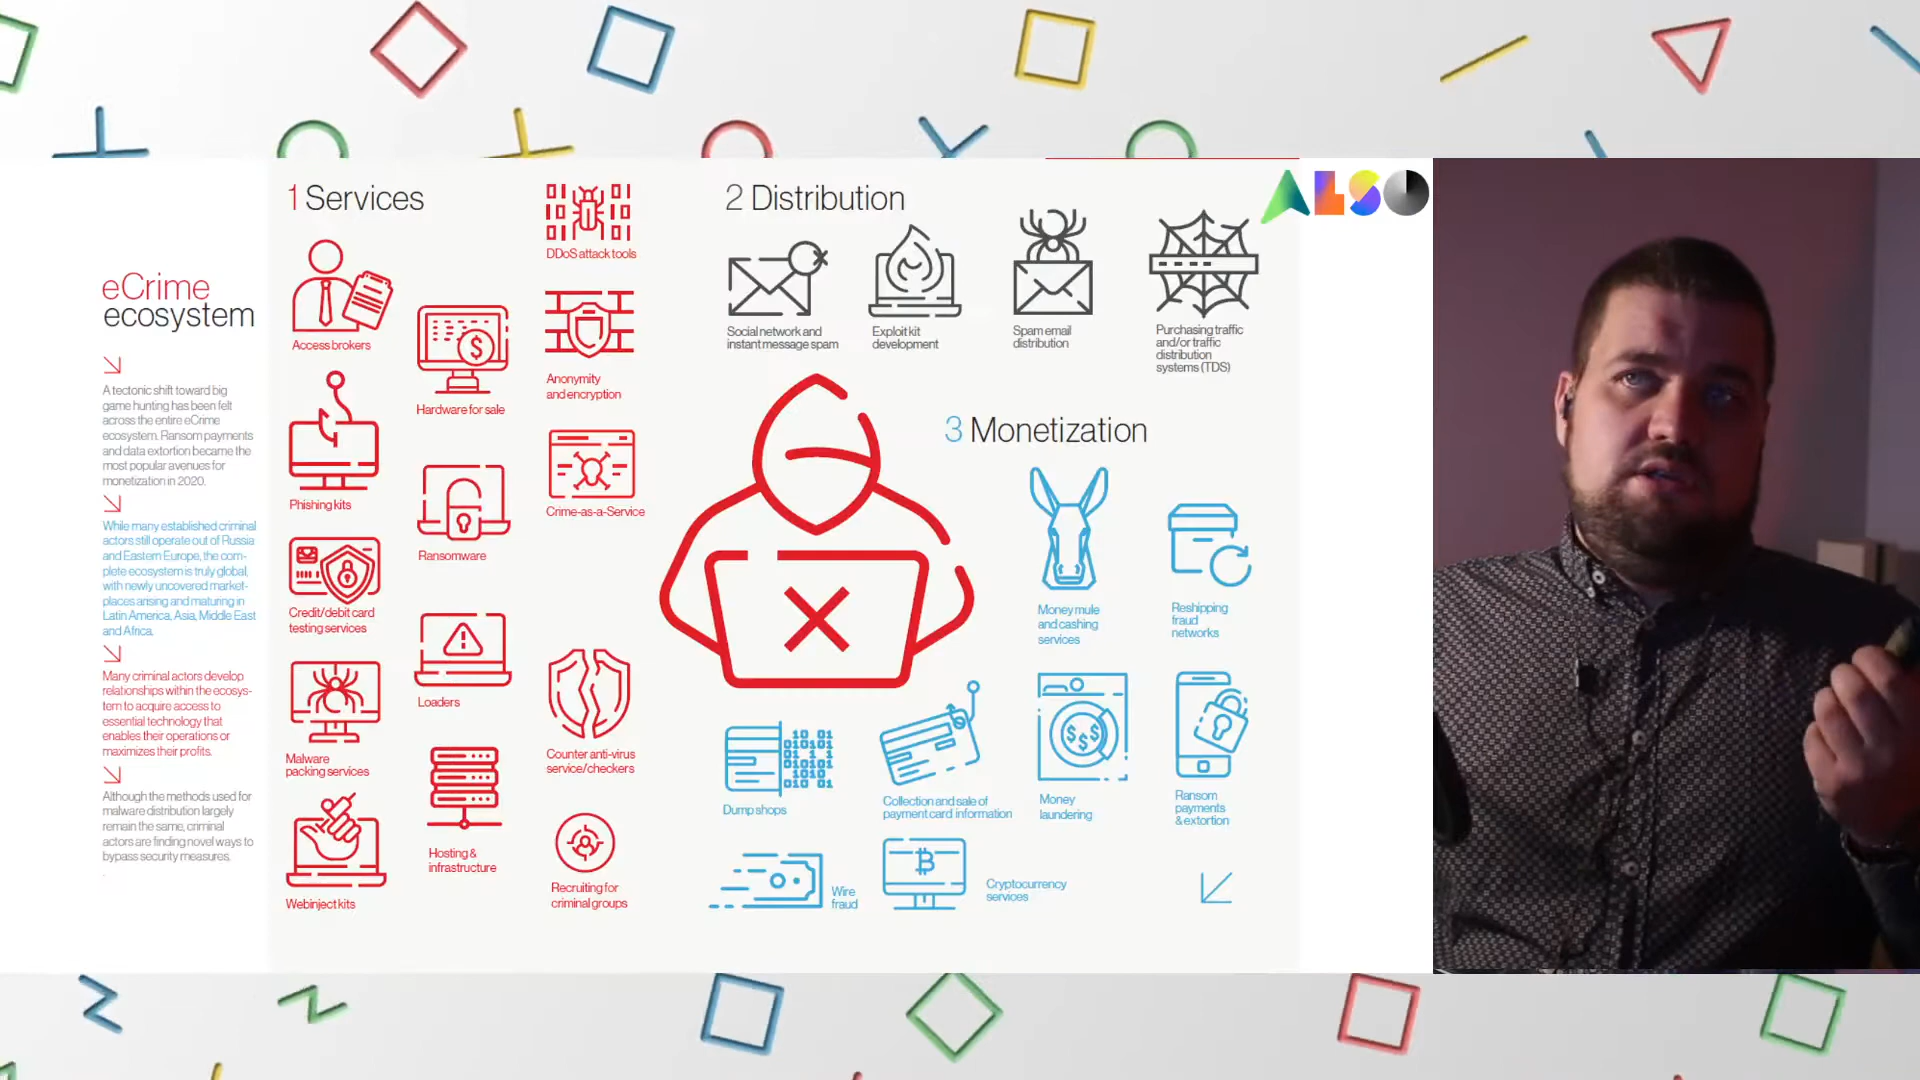 eCrime
ecosystem
A tectonic shift toward big
game hunting has been felt
across the entire eCrime
ecosystem. Ransom payments
and data extortion became the
most popular avenues for
monetization in 2020.
While many established criminal
actors still operate out of Russia
and Eastern Europe, the com-
plete ecosystem is truly global,
with newly uncovered market-
places arising and maturing in
Latin America, Asia, Middle East
and Africa.
Many criminal actors develop
relationships within the ecosys-
tem to acquire access to
essential technology that
enables their operations or
maximizes their profits.
Although the methods used for
malware distribution largely
remain the same, criminal
actors are finding novel ways to
bypass security measures.
1 Services
Access brokers
Phishing kits
Credit/debit card
testing services
Malware
packing services
Webinject kits
Hardware for sale
Ransomware
Loaders
Hosting &
infrastructure
DDoS attack tools
Anonymity
and encryption
Crime-as-a-Service
Counter anti-virus
service/checkers
Recruiting for
criminal groups
2 Distribution
Social network and
instant message spam
Exploit kit
development
Spam email
distribution
Purchasing traffic
and/or traffic
distribution
systems (TDS)
3 Monetization
Money mule
and cashing
services
Reshipping
fraud
networks
Dump shops
Collection and sale of
payment card information
Money
laundering
Ransom
payments
& extortion
Wire
fraud
Cryptocurrency
services
ALSO